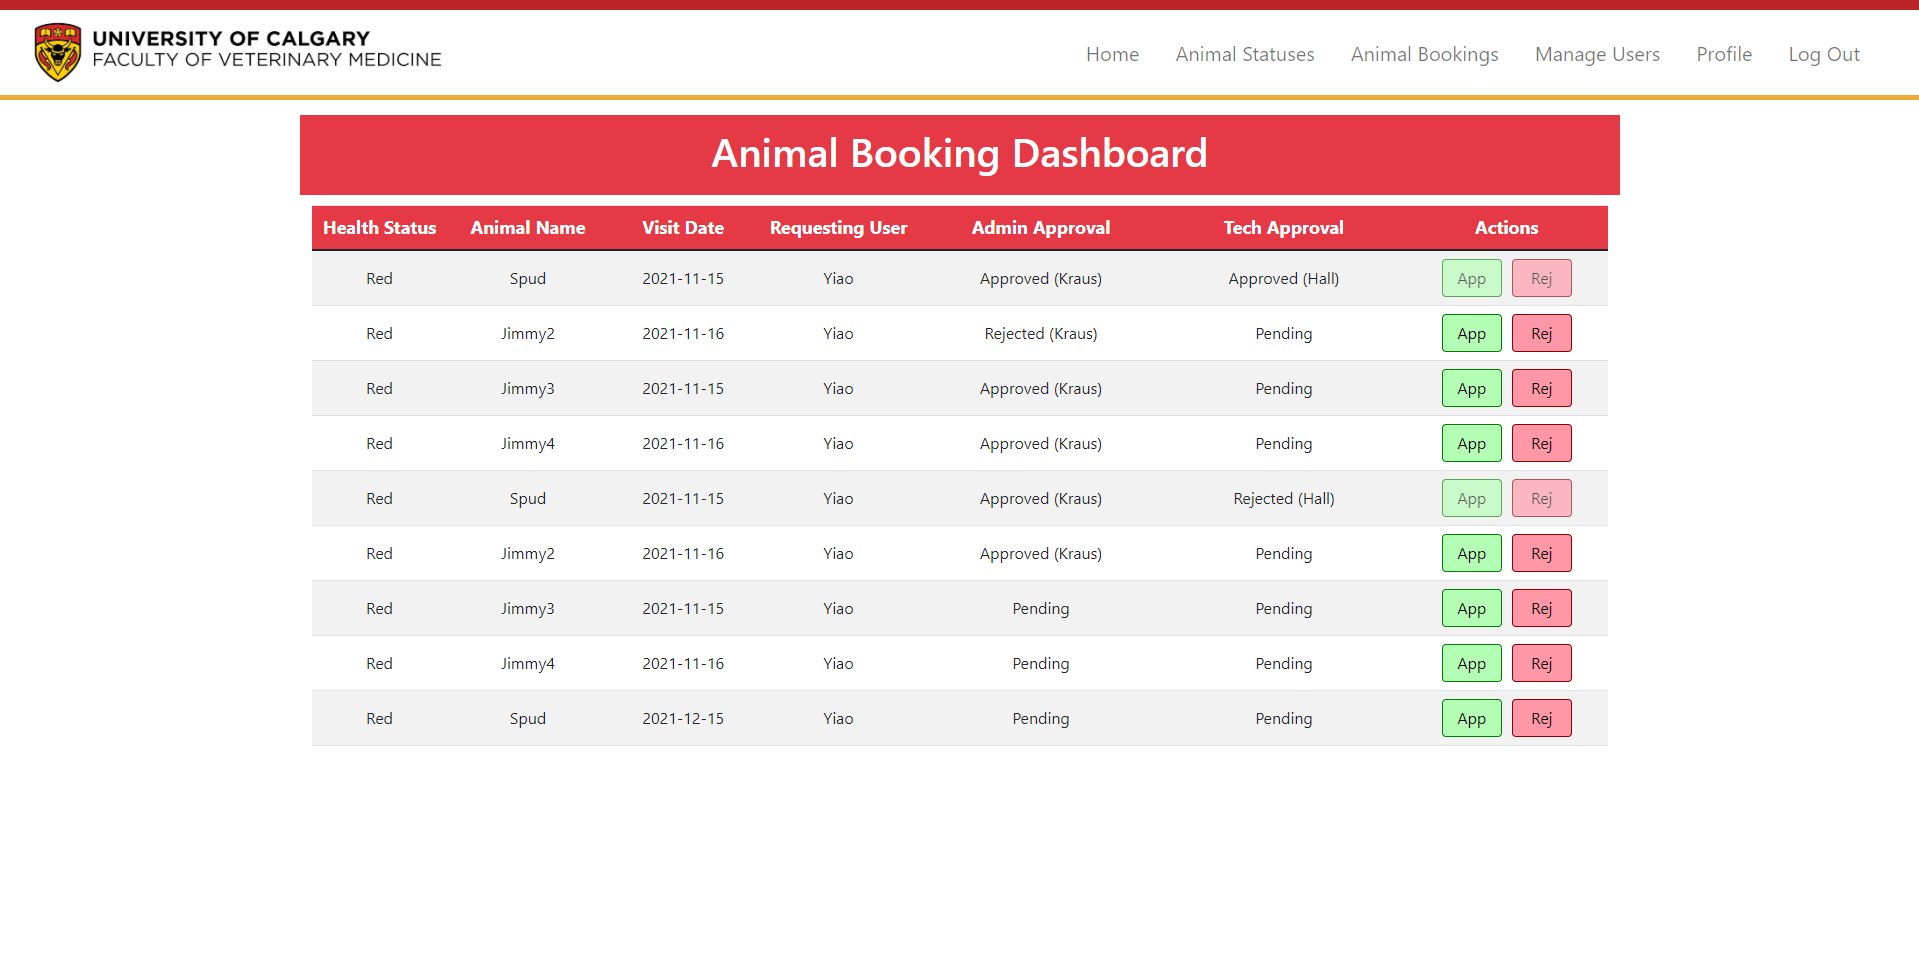 UNIVERSITY OF CALGARY
FACULTY OF VETERINARY MEDICINE
Home Animal Statuses Animal Bookings Manage Users Profile Log Out
Animal Booking Dashboard
Health Status Animal Name Visit Date Requesting User Admin Approval Tech Approval Actions
Red Spud 2021-11-15 Yiao Approved (Kraus) Approved (Hall) App Rej
Red Jimmy2 2021-11-16 Yiao Rejected (Kraus) Pending App Rej
Red Jimmy3 2021-11-15 Yiao Approved (Kraus) Pending App Rej
Red Jimmy4 2021-11-16 Yiao Approved (Kraus) Pending App Rej
Red Spud 2021-11-15 Yiao Approved (Kraus) Rejected (Hall) App Rej
Red Jimmy2 2021-11-16 Yiao Approved (Kraus) Pending App Rej
Red Jimmy3 2021-11-15 Yiao Pending Pending App Rej
Red Jimmy4 2021-11-16 Yiao Pending Pending App Rej
Red Spud 2021-12-15 Yiao Pending Pending App Rej